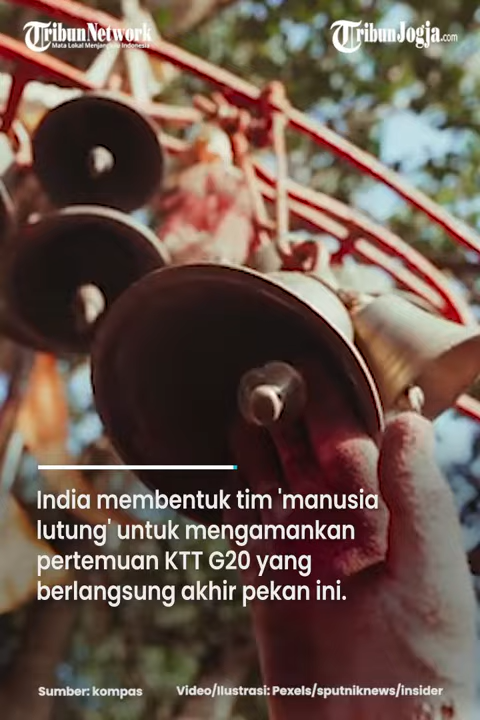 TribunNetwork
Mata Lokal Menjangkau Indonesia
TribunJogja.com
India membentuk tim 'manusia
lutung' untuk mengamankan
pertemuan KTT G20 yang
berlangsung akhir pekan ini.
Sumber: kompas
Video/Ilustrasi: Pexels/sputniknews/insider